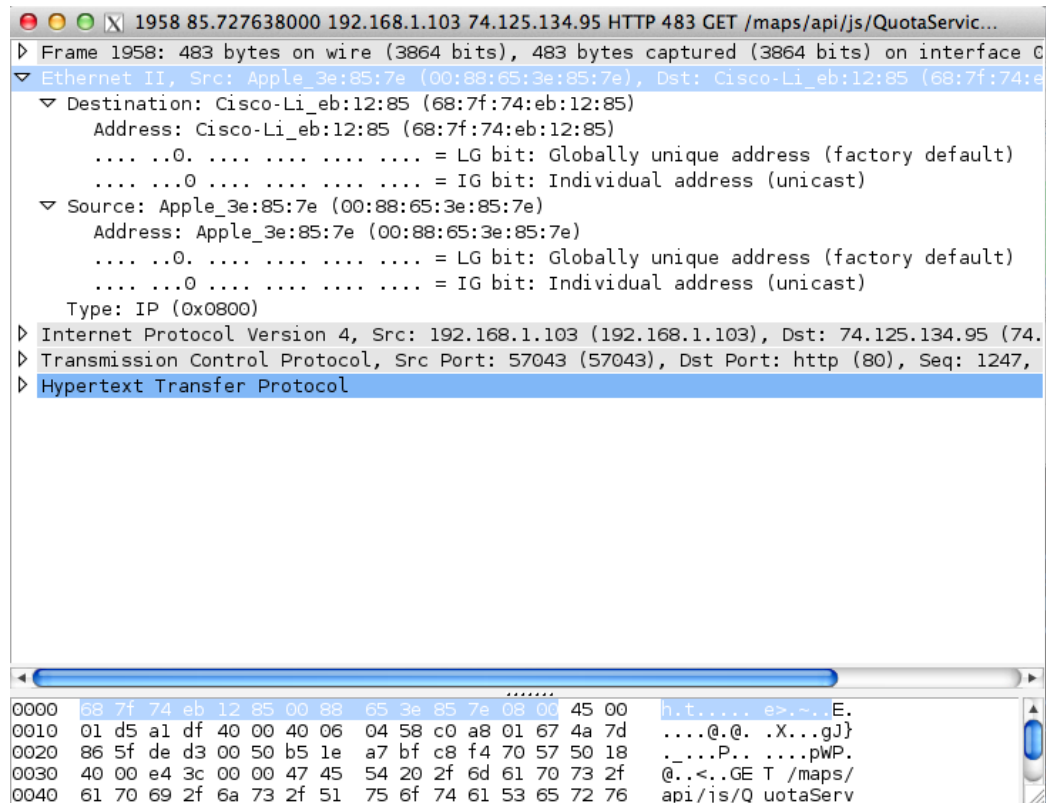 X 1958 85.727638000 192.168.1.103 74.125.134.95 HTTP 483 GET /maps/api/js/QuotaServic...
Frame 1958: 483 bytes on wire (3864 bits), 483 bytes captured (3864 bits) on interface 0
Ethernet II, Src: Apple_3e:85:7e (00:88:65:3e:85:7e), Dst: Cisco-Li_eb:12:85 (68:7f:74:e
Destination: Cisco-Li_eb:12:85 (68:7f:74:eb:12:85)
Address: Cisco-Li_eb:12:85 (68:7f:74:eb:12:85)
.... ..0. .... .... .... .... = LG bit: Globally unique address (factory default)
.... ...0 .... .... .... .... = IG bit: Individual address (unicast)
Source: Apple_3e:85:7e (00:88:65:3e:85:7e)
Address: Apple_3e:85:7e (00:88:65:3e:85:7e)
.... ..0. .... .... .... .... = LG bit: Globally unique address (factory default)
.... ...0 .... .... .... .... = IG bit: Individual address (unicast)
Type: IP (0x0800)
Internet Protocol Version 4, Src: 192.168.1.103 (192.168.1.103), Dst: 74.125.134.95 (74.
Transmission Control Protocol, Src Port: 57043 (57043), Dst Port: http (80), Seq: 1247,
Hypertext Transfer Protocol
0000 68 7f 74 eb 12 85 00 88 65 3e 85 7e 08 00 45 00 h.t..... e>.~..E.
0010 01 d5 a1 df 40 00 40 06 04 58 c0 a8 01 67 4a 7d ....@.@. .X...gJ}
0020 86 5f de d3 00 50 b5 1e a7 bf c8 f4 70 57 50 18 ._...P.. ....pWP.
0030 40 00 e4 3c 00 00 47 45 54 20 2f 6d 61 70 73 2f @..<..GE T /maps/
0040 61 70 69 2f 6a 73 2f 51 75 6f 74 61 53 65 72 76 api/js/Q uotaServ